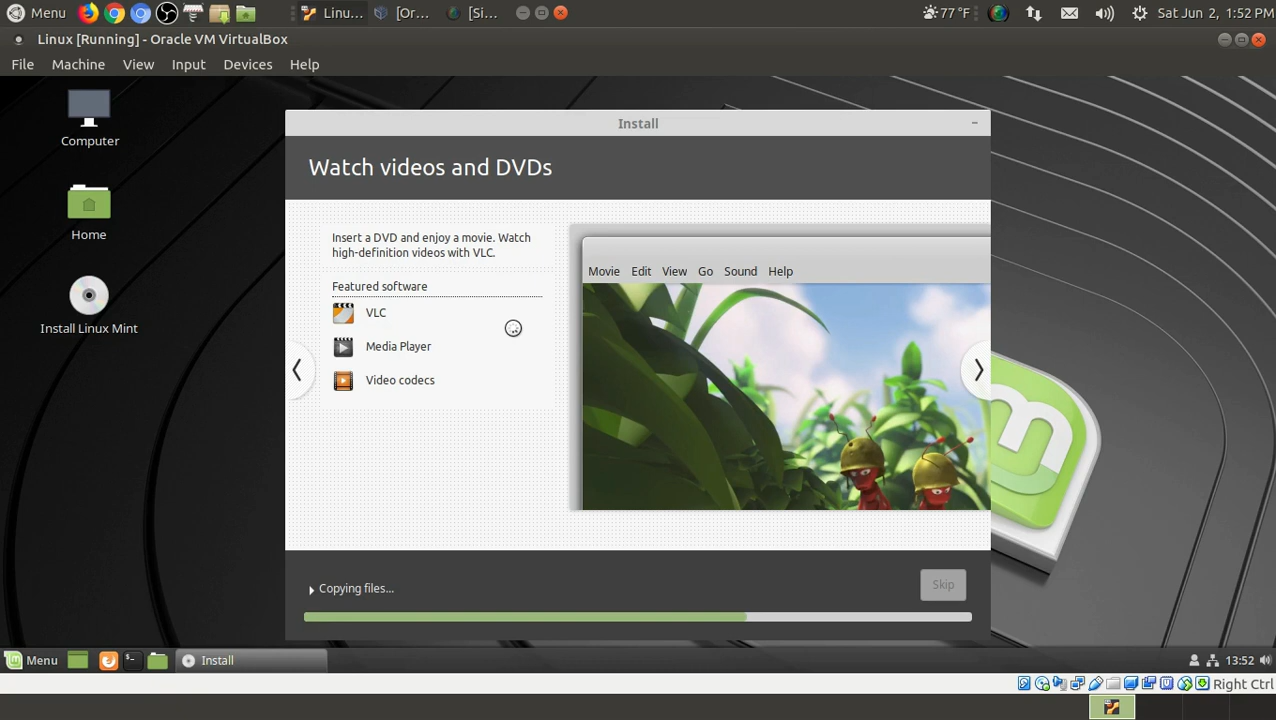 Menu Linu... [Or... [Si... 77 °F Sat Jun 2, 1:52 PM
Linux [Running] - Oracle VM VirtualBox
File Machine View Input Devices Help
Computer
Home
Install Linux Mint
Install
Watch videos and DVDs
Insert a DVD and enjoy a movie. Watch
high-definition videos with VLC.
Featured software
VLC
Media Player
Video codecs
Movie Edit View Go Sound Help
Copying files...
Skip
Menu Install 13:52
Right Ctrl